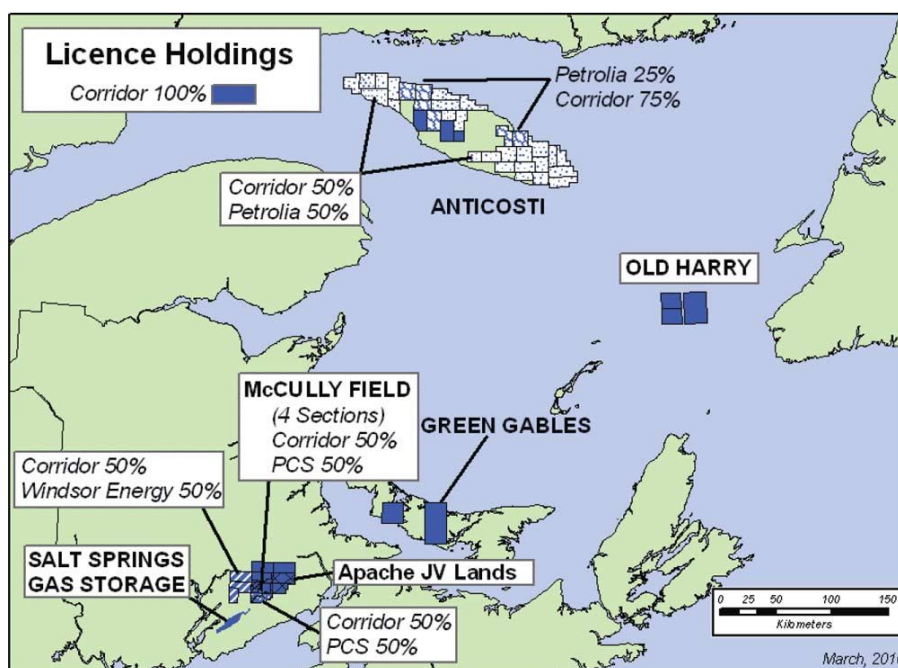 Licence Holdings
Corridor 100%
Petrolia 25%
Corridor 75%
Corridor 50%
Petrolia 50%
ANTICOSTI
OLD HARRY
McCULLY FIELD
(4 Sections)
Corridor 50%
PCS 50%
GREEN GABLES
Corridor 50%
Windsor Energy 50%
SALT SPRINGS
GAS STORAGE
Apache JV Lands
Corridor 50%
PCS 50%
0 25 50 100 150
Kilometers
March,